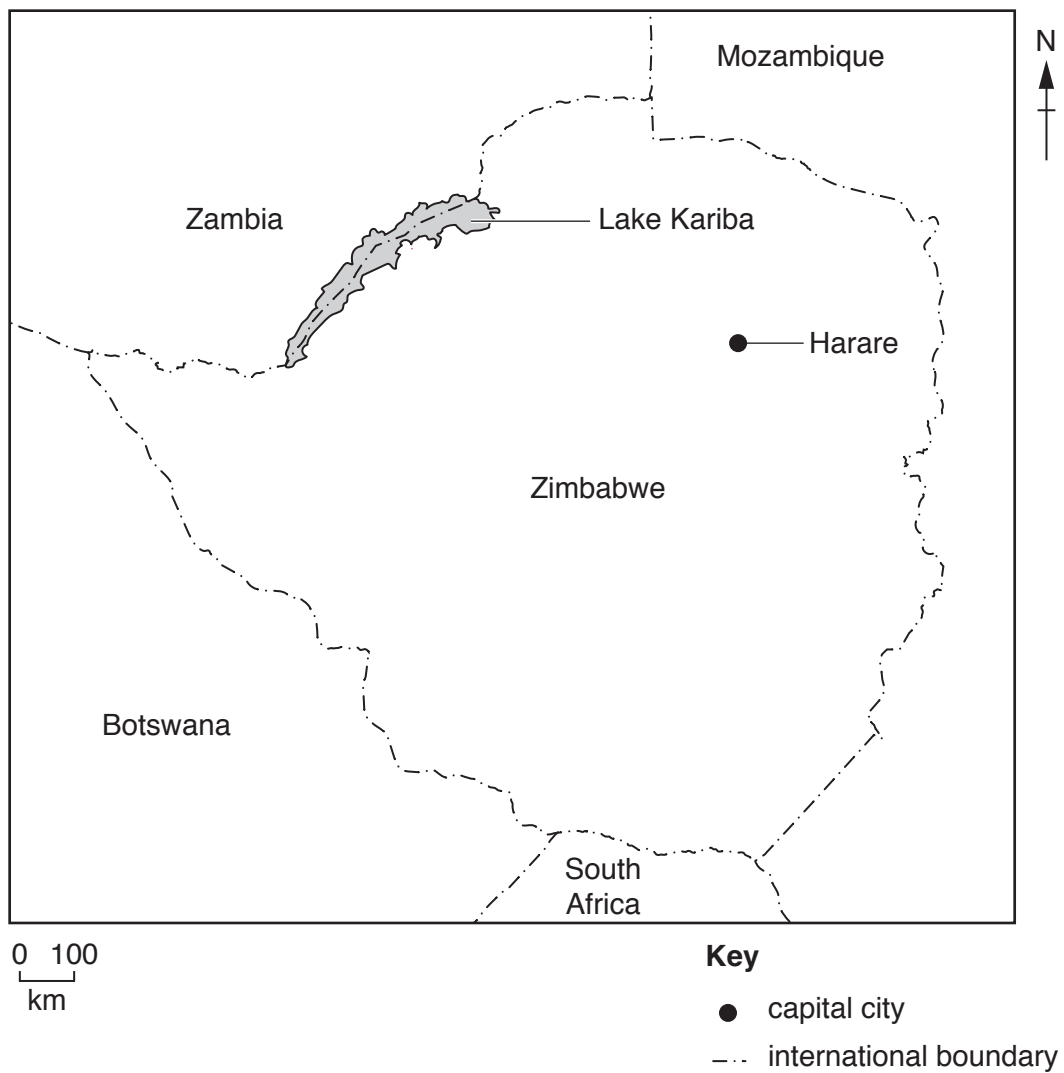 N
Mozambique
Zambia
Lake Kariba
Harare
Zimbabwe
Botswana
South
Africa
0 100
km
Key
capital city
international boundary